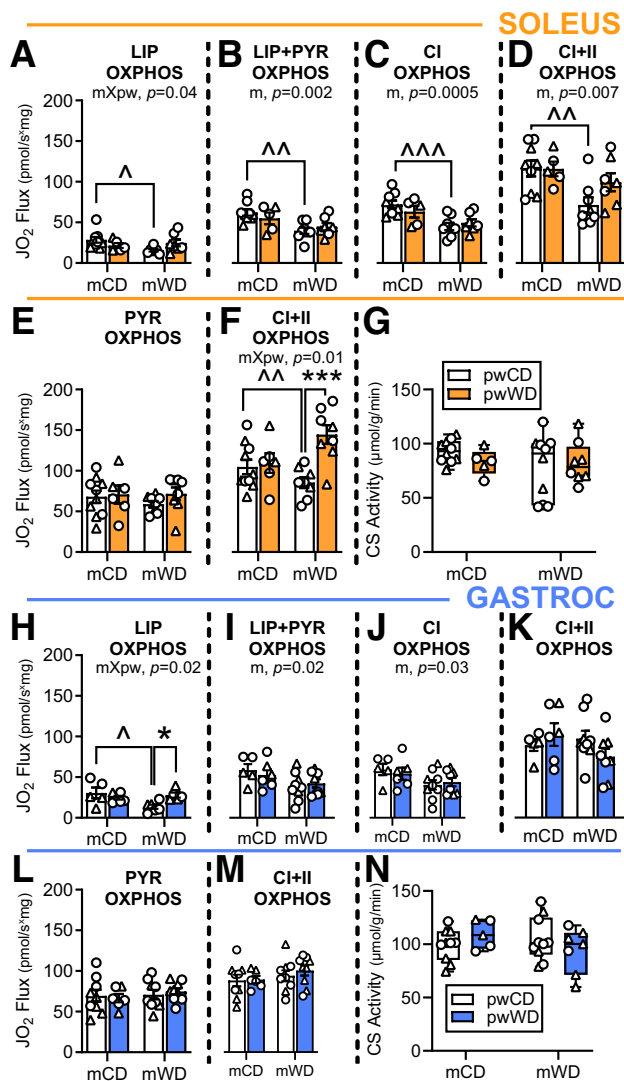 SOLEUS
A
LIP
OXPHOS
mXpw, p=0.04
B
LIP+PYR
OXPHOS
m, p=0.002
C
CI
OXPHOS
m, p=0.0005
D
CI+II
OXPHOS
m, p=0.007
JO2 Flux (pmol/s*mg)
200
150
100
50
0
^
^^
^^^
^^
mCD mWD
mCD mWD
mCD mWD
mCD mWD
E
PYR
OXPHOS
F
CI+II
OXPHOS
mXpw, p=0.01
G
JO2 Flux (pmol/s*mg)
200
150
100
50
0
^^ ***
mCD mWD
mCD mWD
CS Activity (µmol/g/min)
150
100
50
0
pwCD
pwWD
mCD mWD
GASTROC
H
LIP
OXPHOS
mXpw, p=0.02
I
LIP+PYR
OXPHOS
m, p=0.02
J
CI
OXPHOS
m, p=0.03
K
CI+II
OXPHOS
JO2 Flux (pmol/s*mg)
200
150
100
50
0
^ *
mCD mWD
mCD mWD
mCD mWD
mCD mWD
L
PYR
OXPHOS
M
CI+II
OXPHOS
N
JO2 Flux (pmol/s*mg)
200
150
100
50
0
mCD mWD
mCD mWD
CS Activity (µmol/g/min)
150
100
50
0
pwCD
pwWD
mCD mWD